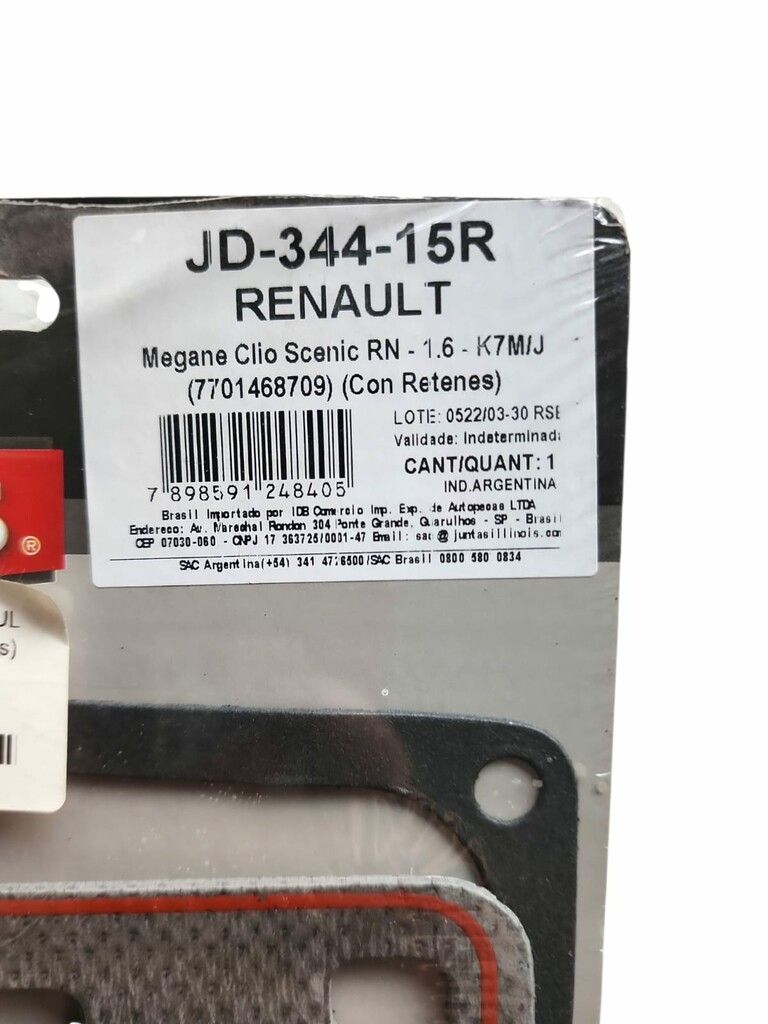 JD-344-15R
RENAULT
Megane Clio Scenic RN - 1.6 - K7M/J
(7701468709) (Con Retenes)
LOTE: 0522/03-30 RSE
Validade: Indeterminada
CANT/QUANT: 1
IND.ARGENTINA
7 898591 248405
Brasil Importado por IDB Comercio Imp. Exp. de Autopecas LTDA
Endereco: Av. Marechal Rondon 304 Ponte Grande, Guarulhos - SP - Brasil
CEP 07030-060 - CNPJ 17 363725/0001-47 Email: sac@juntasillinois.com
SAC Argentina(+54) 341 4776500/SAC Brasil 0800 580 0834
®
UL
s)